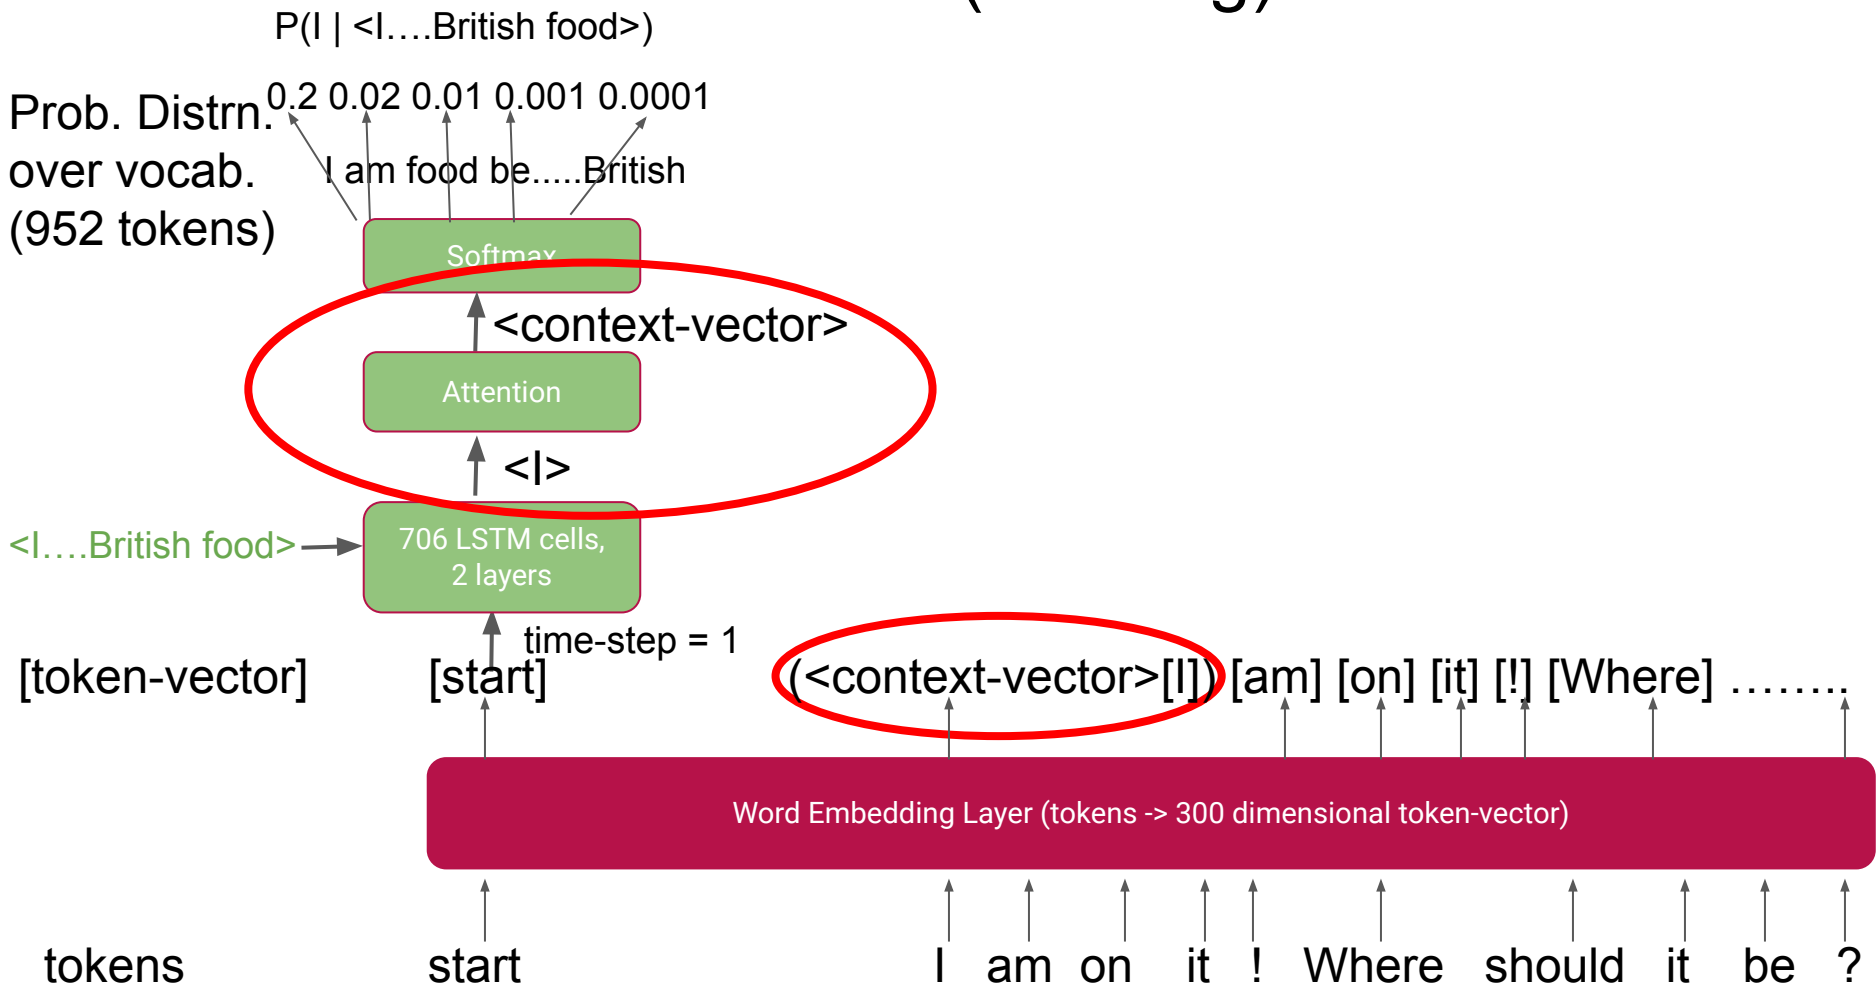 P(I | <I....British food>)
0.2 0.02 0.01 0.001 0.0001
Prob. Distrn.
over vocab.
(952 tokens)
I am food be.....British
Softmax
<context-vector>
Attention
<I>
<I....British food>
706 LSTM cells,
2 layers
time-step = 1
[token-vector] [start] (<context-vector>[I]) [am] [on] [it] [!] [Where] ........
Word Embedding Layer (tokens -> 300 dimensional token-vector)
tokens start I am on it ! Where should it be ?